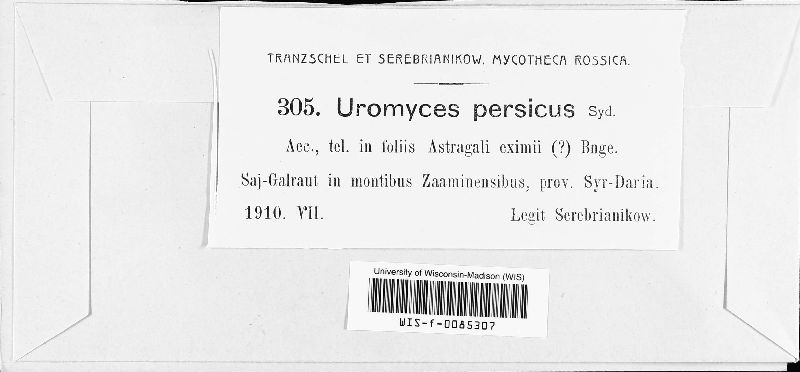 TRANZSCHEL ET SEREBRIANIKOW. MYCOTHECA ROSSICA.
305. Uromyces persicus Syd.
Aec., tel. in foliis Astragali eximii (?) Bnge.
Saj-Galraut in montibus Zaaminensibus, prov. Syr-Daria.
1910. VII. Legit Serebrianikow.
University of Wisconsin-Madison (WIS)
WIS-f-0085307